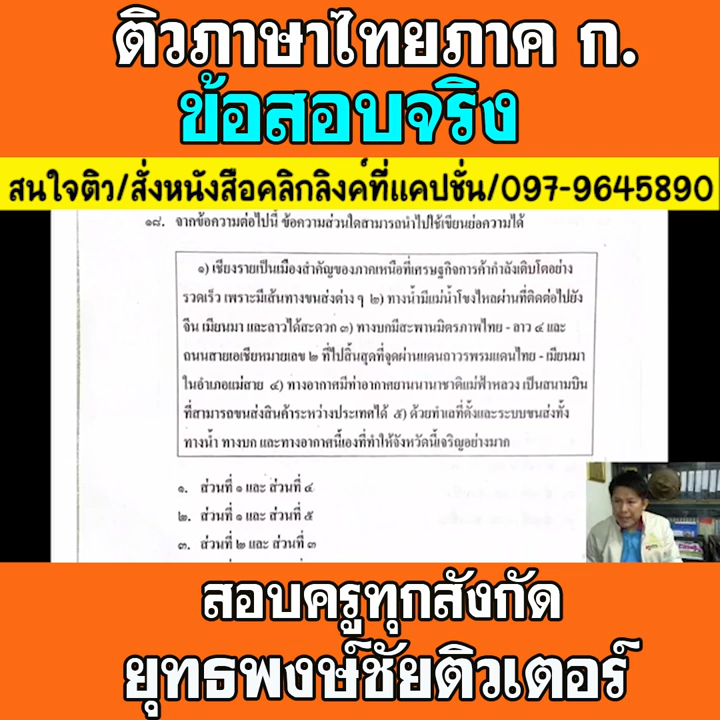 ติวภาษาไทยภาค ก.
ข้อสอบจริง
สนใจติว/สั่งหนังสือคลิกลิงค์ที่แคปชั่น/097-9645890
๑๘. จากข้อความต่อไปนี้ ข้อความส่วนใดสามารถนำไปใช้เขียนย่อความได้
๑) เชียงรายเป็นเมืองสำคัญของภาคเหนือที่เศรษฐกิจการค้ากำลังเติบโตอย่าง
รวดเร็ว เพราะมีเส้นทางขนส่งต่าง ๆ ๒) ทางน้ำมีแม่น้ำโขงไหลผ่านที่ติดต่อไปยัง
จีน เมียนมา และลาวได้สะดวก ๓) ทางบกมีสะพานมิตรภาพไทย - ลาว ๔ และ
ถนนสายเอเชียหมายเลข ๒ ที่ไปสิ้นสุดที่จุดผ่านแดนถาวรพรมแดนไทย - เมียนมา
ในอำเภอแม่สาย ๔) ทางอากาศมีท่าอากาศยานนานาชาติแม่ฟ้าหลวง เป็นสนามบิน
ที่สามารถขนส่งสินค้าระหว่างประเทศได้ ๕) ด้วยทำเลที่ตั้งและระบบขนส่งทั้ง
ทางน้ำ ทางบก และทางอากาศนี้เองที่ทำให้จังหวัดนี้เจริญอย่างมาก
๑. ส่วนที่ ๑ และ ส่วนที่ ๔
๒. ส่วนที่ ๑ และ ส่วนที่ ๕
๓. ส่วนที่ ๒ และ ส่วนที่ ๓
สอบครูทุกสังกัด
ยุทธพงษ์ชัยติวเตอร์